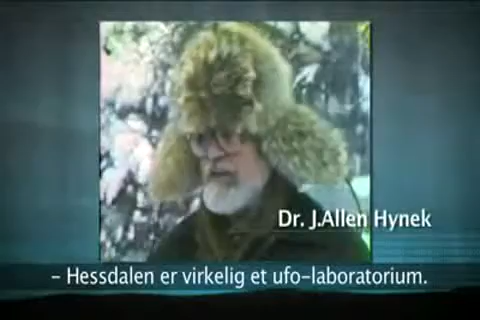 Dr. J.Allen Hynek
– Hessdalen er virkelig et ufo-laboratorium.